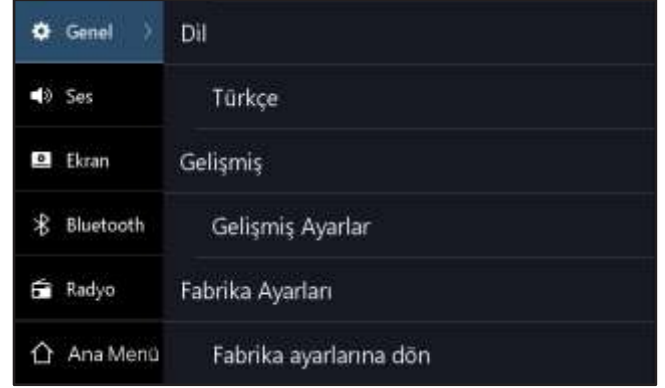 Genel
Ses
Ekran
Bluetooth
Radyo
Ana Menü
Dil
Türkçe
Gelişmiş
Gelişmiş Ayarlar
Fabrika Ayarları
Fabrika ayarlarına dön